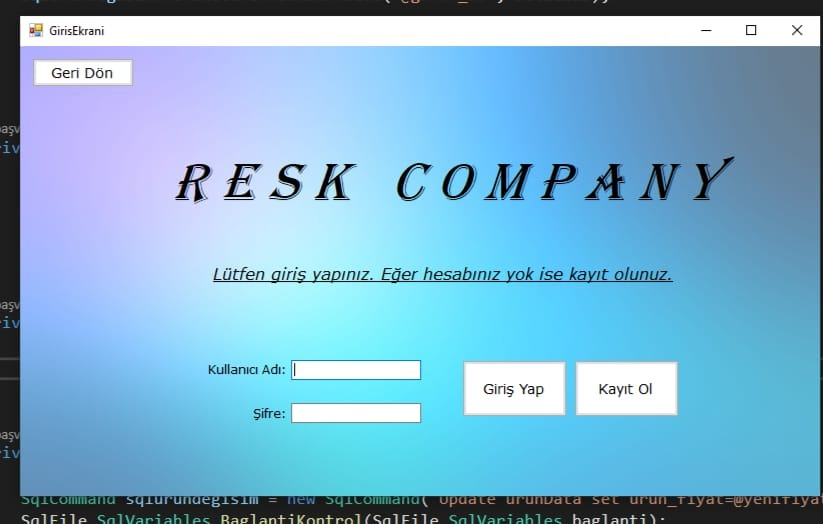 GirisEkrani
Geri Dön
RESK COMPANY
Lütfen giriş yapınız. Eğer hesabınız yok ise kayıt olunuz.
Kullanıcı Adı:
Giriş Yap
Kayıt Ol
Şifre:
SqlCommand sqlurundegisim = new SqlCommand("Update urunData set urun_fiyat=@yenifiyat
SqlFile.SqlVariables.BaglantiKontrol(SqlFile.SqlVariables.baglanti);